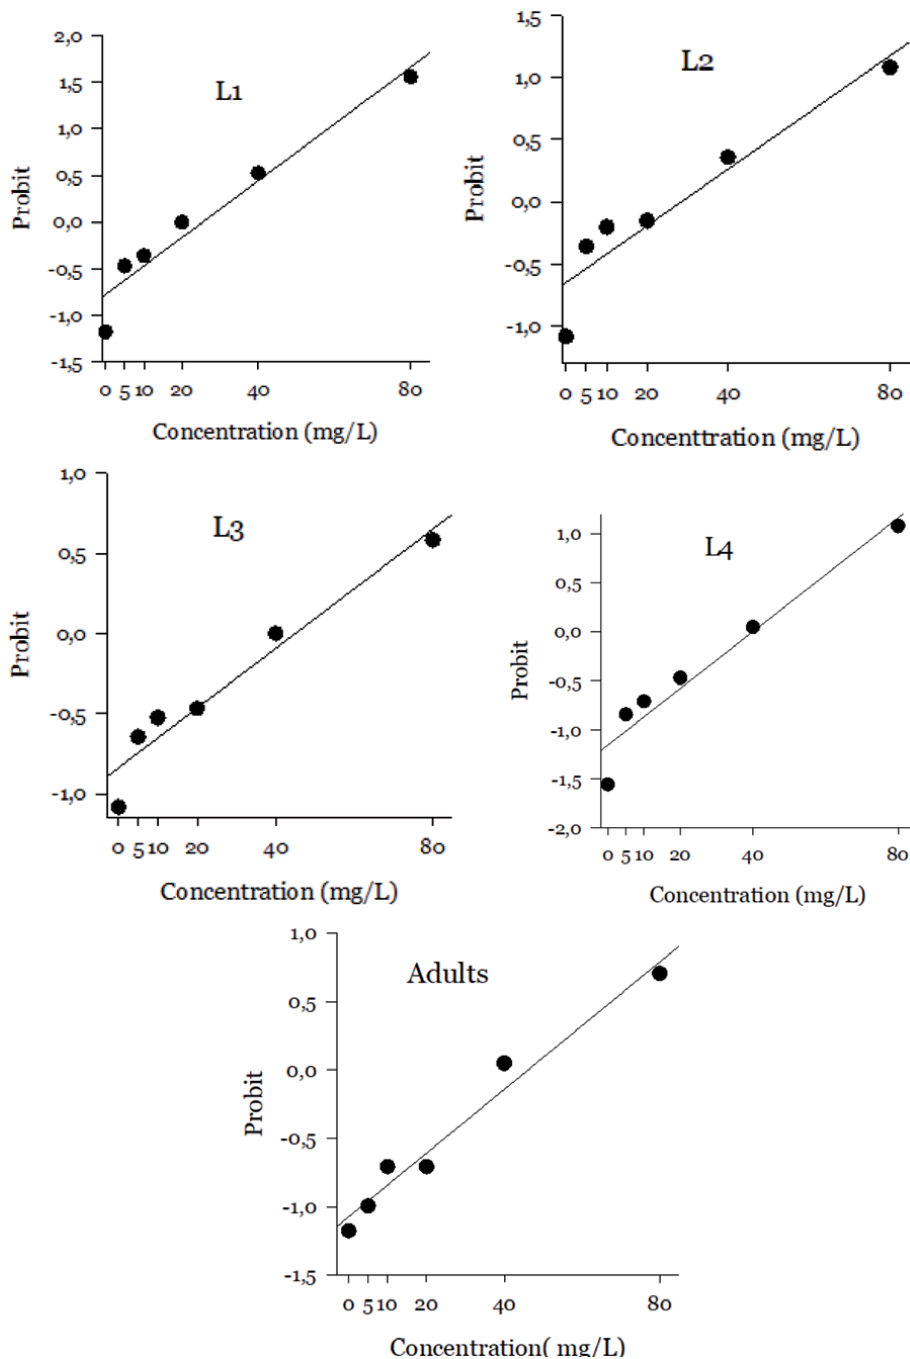 L1
Probit
2,0
1,5
1,0
0,5
0,0
-0,5
-1,0
-1,5
0 5 10 20 40 80
Concentration (mg/L)
L2
Probit
1,5
1,0
0,5
0,0
-0,5
-1,0
0 5 10 20 40 80
Concenttration (mg/L)
L3
Probit
1,0
0,5
0,0
-0,5
-1,0
0 5 10 20 40 80
Concentration (mg/L)
L4
Probit
1,0
0,5
0,0
-0,5
-1,0
-1,5
-2,0
0 5 10 20 40 80
Concentration (mg/L)
Adults
Probit
1,0
0,5
0,0
-0,5
-1,0
-1,5
0 5 10 20 40 80
Concentration( mg/L)